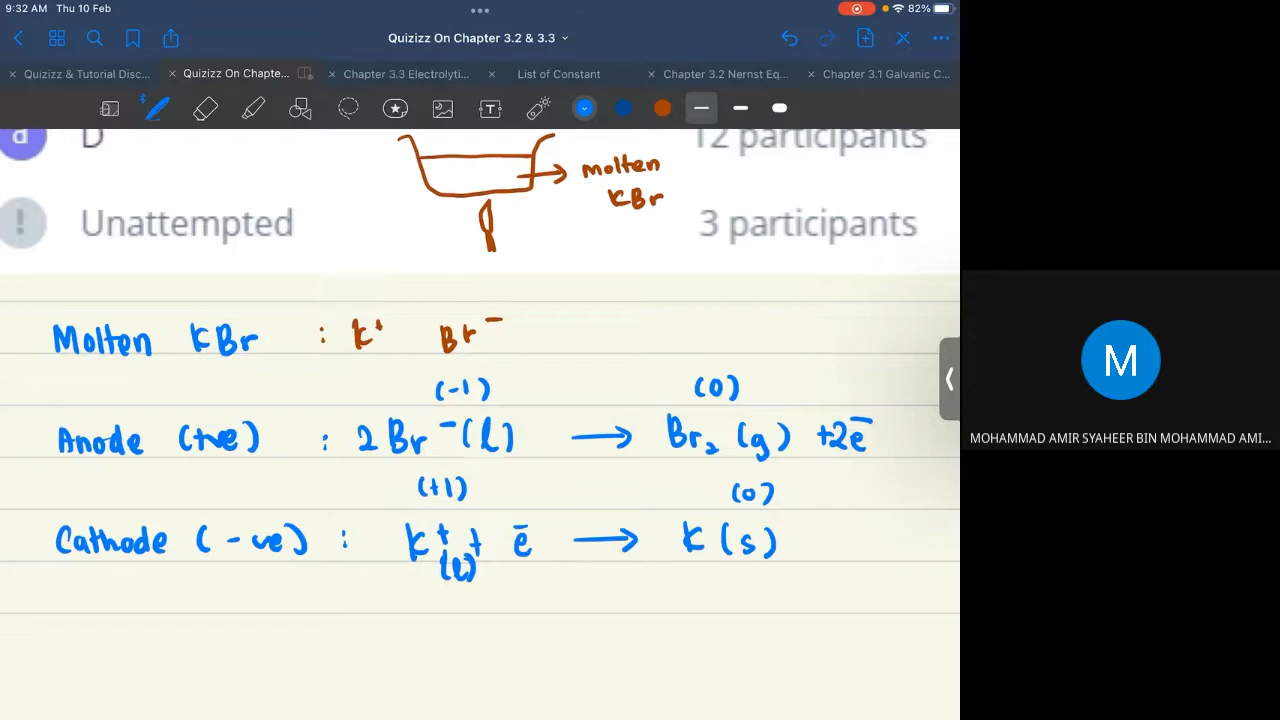 9:32 AM Thu 10 Feb
82%
Quizizz On Chapter 3.2 & 3.3
Quizizz & Tutorial Disc...
Quizizz On Chapte...
Chapter 3.3 Electrolyti...
List of Constant
Chapter 3.2 Nernst Eq...
Chapter 3.1 Galvanic C...
a D 12 participants
molten
KBr
! Unattempted 3 participants
Molten KBr : K⁺ Br⁻
(-1) (0)
Anode (+ve) : 2Br⁻(l) → Br₂ (g) + 2e⁻
(+1) (0)
Cathode (-ve) : K⁺ + e⁻ → K (s)
(l)
M
MOHAMMAD AMIR SYAHEER BIN MOHAMMAD AMI...